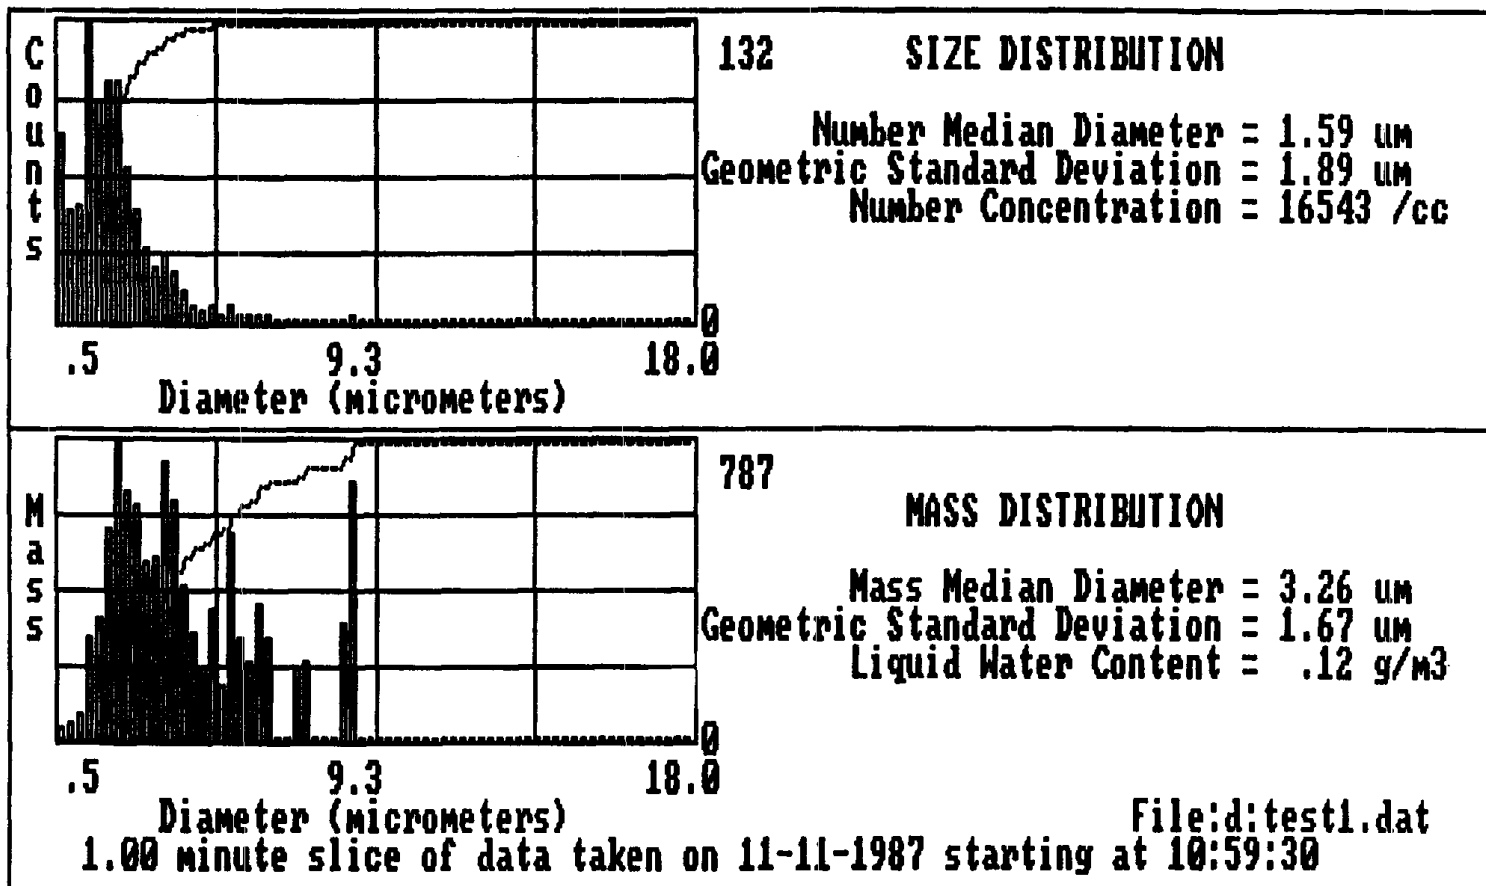 Counts
132
SIZE DISTRIBUTION
Number Median Diameter = 1.59 um
Geometric Standard Deviation = 1.89 um
Number Concentration = 16543 /cc
0
.5 9.3 18.0
Diameter (micrometers)
Mass
787
MASS DISTRIBUTION
Mass Median Diameter = 3.26 um
Geometric Standard Deviation = 1.67 um
Liquid Water Content = .12 g/m3
0
.5 9.3 18.0
Diameter (micrometers)
File:d:test1.dat
1.00 minute slice of data taken on 11-11-1987 starting at 10:59:30